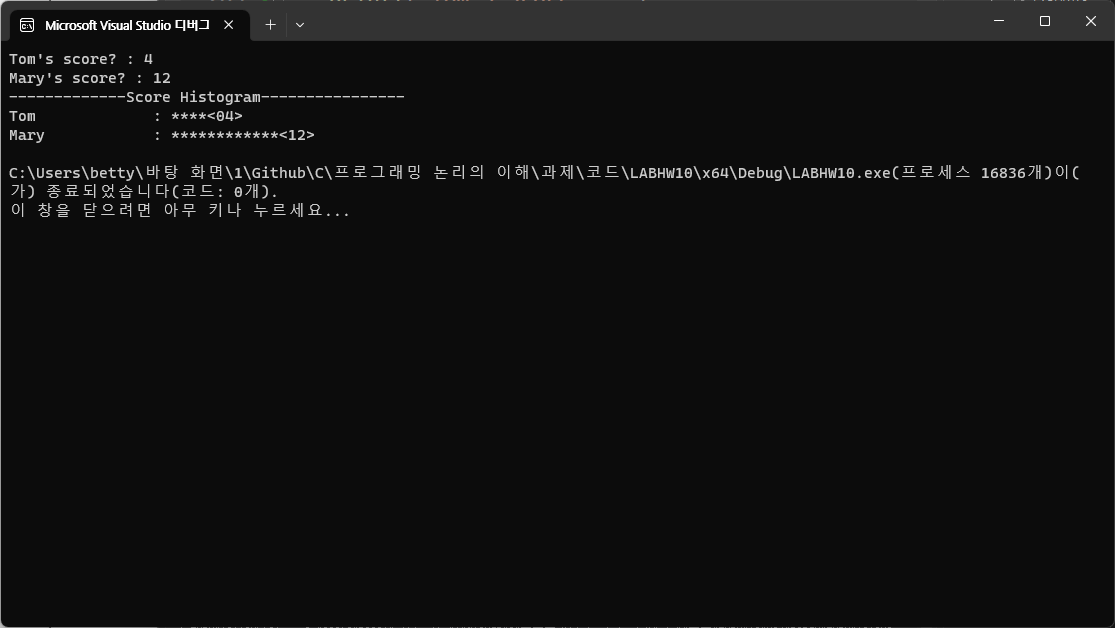 Microsoft Visual Studio 디버그
Tom's score? : 4
Mary's score? : 12
-------------Score Histogram----------------
Tom             : ****<04>
Mary            : ************<12>
C:\Users\betty\바탕 화면\1\Github\C\프로그래밍 논리의 이해\과제\코드\LABHW10\x64\Debug\LABHW10.exe(프로세스 16836개)이(
가) 종료되었습니다(코드: 0개).
이 창을 닫으려면 아무 키나 누르세요...